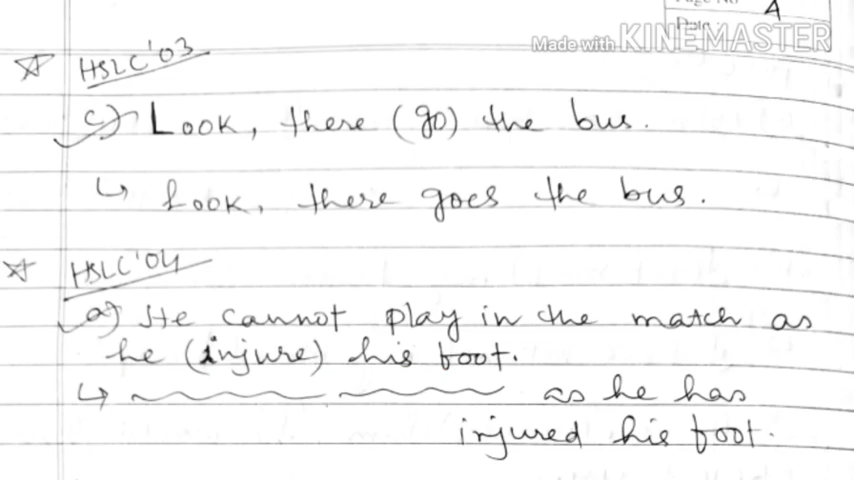 A
Date
Made with KINEMASTER
HSLC'03
c) Look, there (go) the bus.
↳ Look, there goes the bus.
HSLC'04
a) He cannot play in the match as
he (injure) his foot.
↳ as he has
injured his foot.